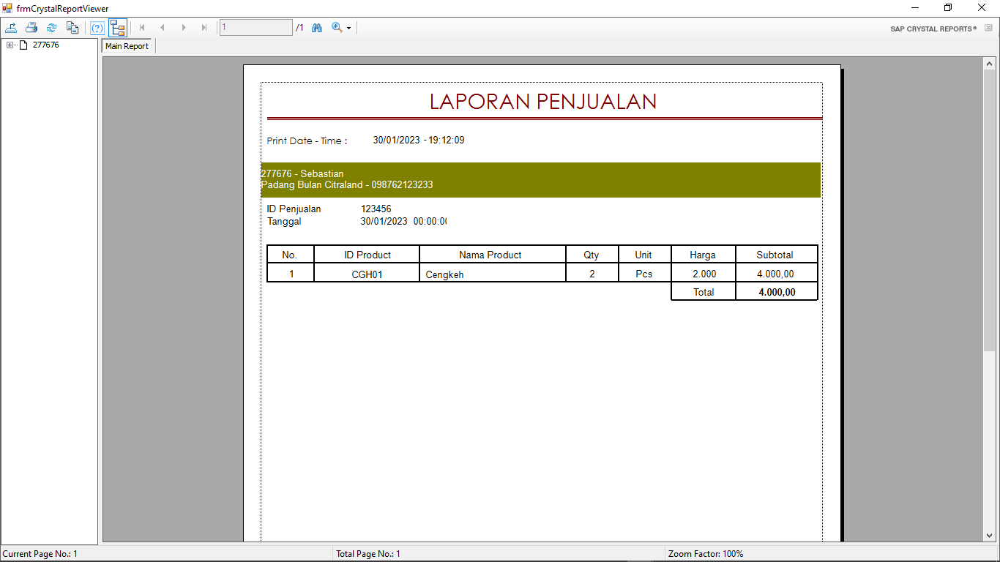 frmCrystalReportViewer
1 /1 SAP CRYSTAL REPORTS®
277676
Main Report
LAPORAN PENJUALAN
Print Date - Time : 30/01/2023 - 19:12:09
277676 - Sebastian
Padang Bulan Citraland - 098762123233
ID Penjualan 123456
Tanggal 30/01/2023 00:00:0
No. ID Product Nama Product Qty Unit Harga Subtotal
1 CGH01 Cengkeh 2 Pcs 2.000 4.000,00
Total 4.000,00
Current Page No.: 1 Total Page No.: 1 Zoom Factor: 100%